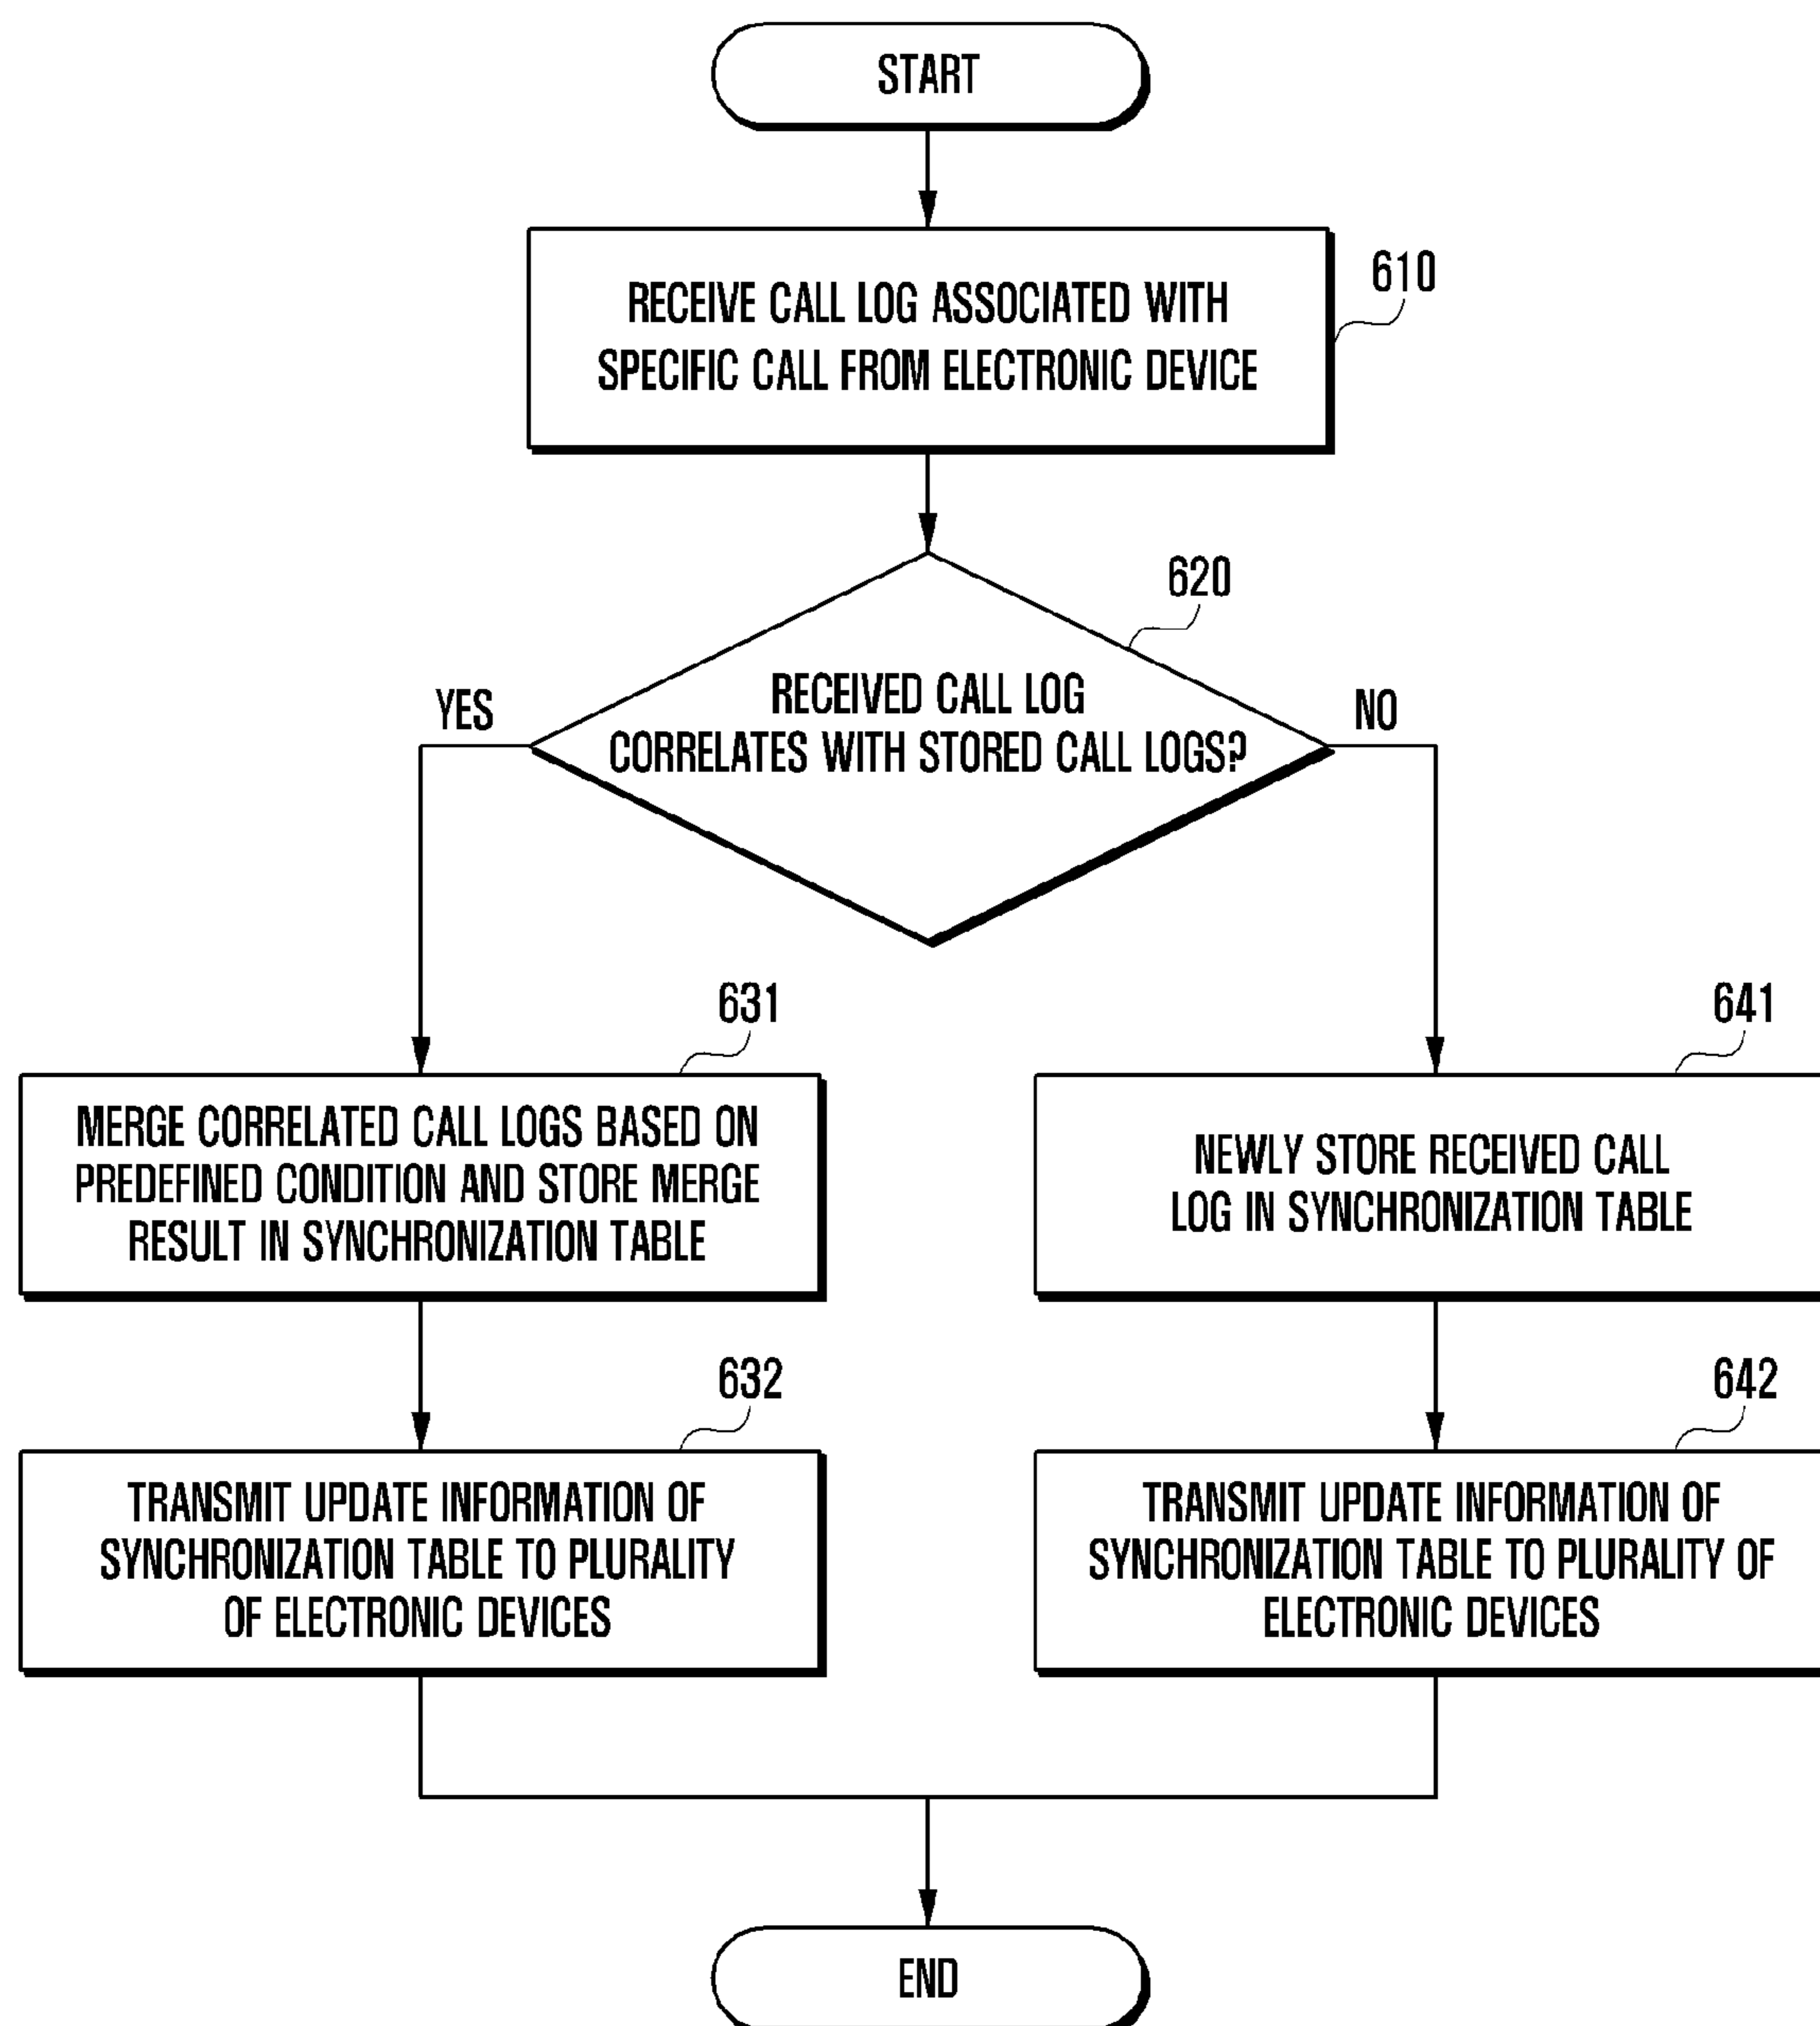 START
RECEIVE CALL LOG ASSOCIATED WITH
SPECIFIC CALL FROM ELECTRONIC DEVICE
610
620
RECEIVED CALL LOG
CORRELATES WITH STORED CALL LOGS?
YES
NO
631
MERGE CORRELATED CALL LOGS BASED ON
PREDEFINED CONDITION AND STORE MERGE
RESULT IN SYNCHRONIZATION TABLE
641
NEWLY STORE RECEIVED CALL
LOG IN SYNCHRONIZATION TABLE
632
TRANSMIT UPDATE INFORMATION OF
SYNCHRONIZATION TABLE TO PLURALITY
OF ELECTRONIC DEVICES
642
TRANSMIT UPDATE INFORMATION OF
SYNCHRONIZATION TABLE TO PLURALITY OF
ELECTRONIC DEVICES
END